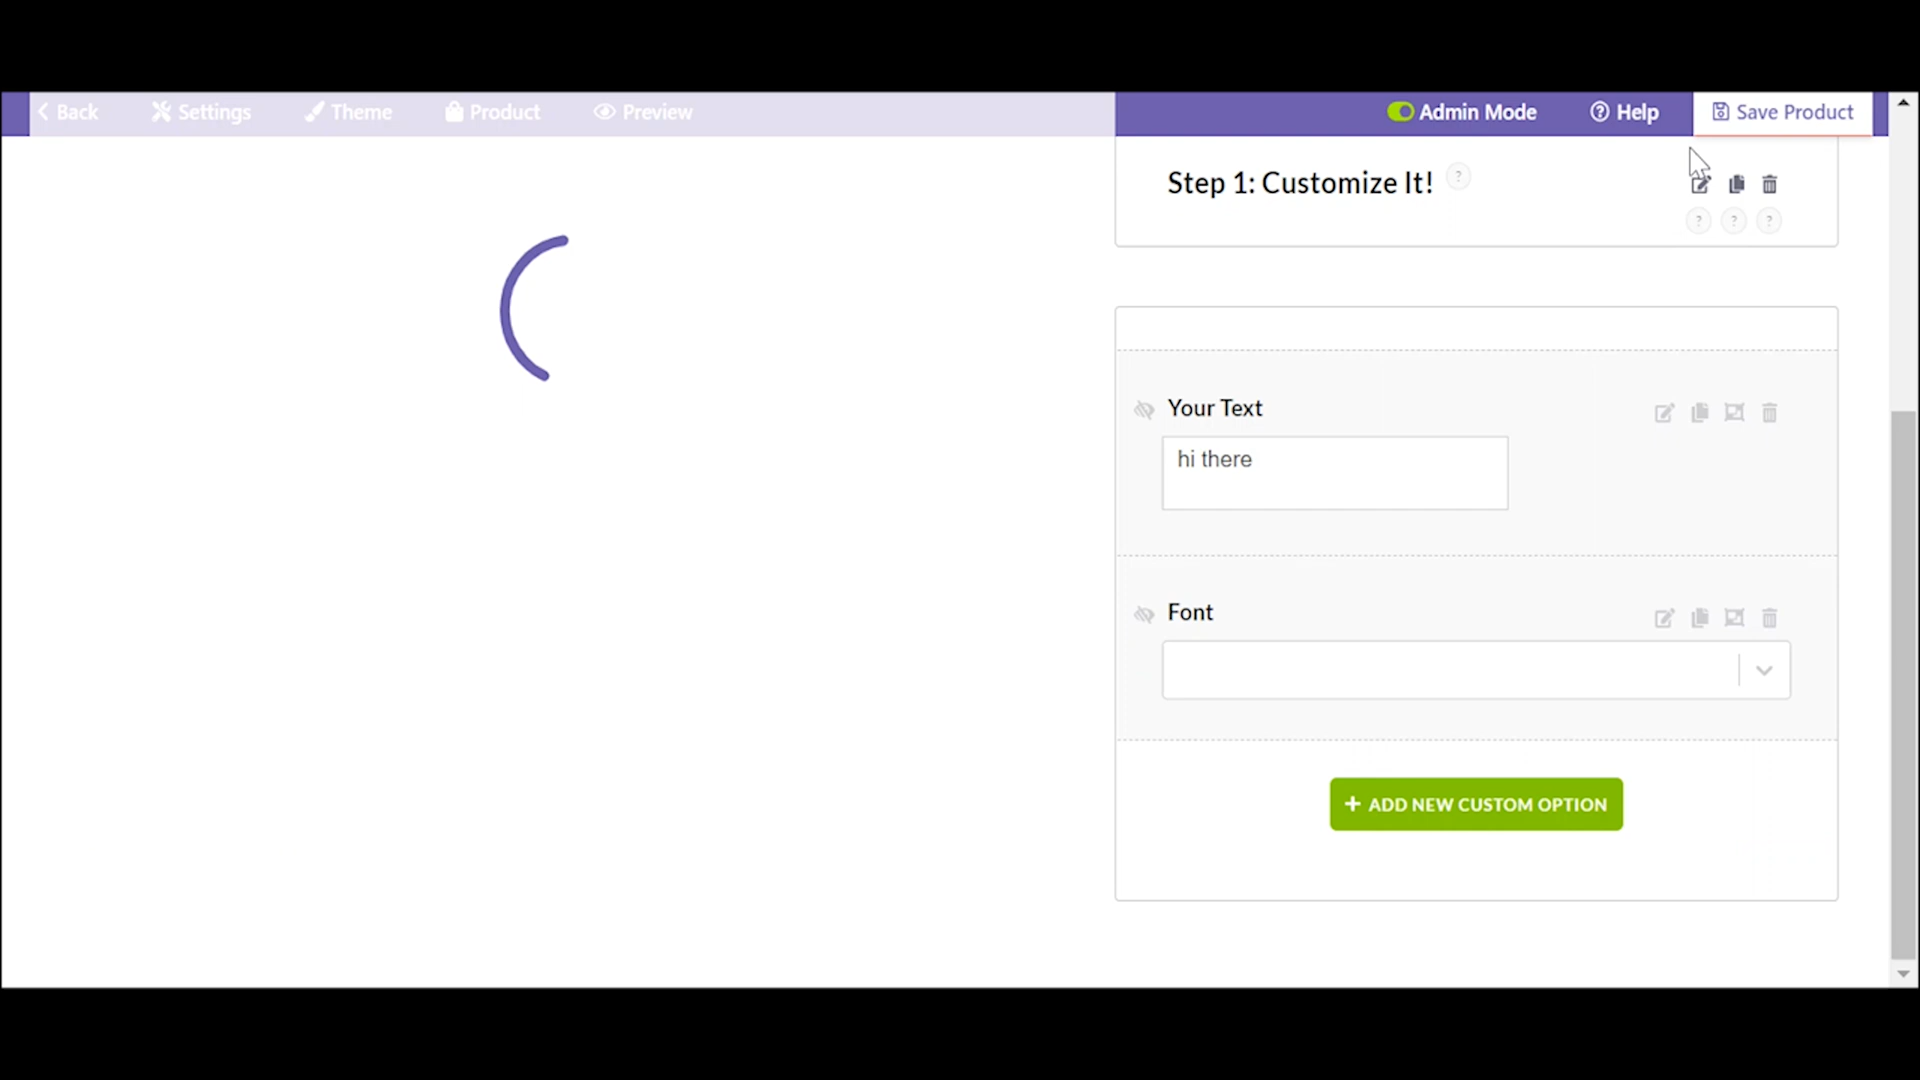 Back Settings Theme Product Preview Admin Mode ? Help Save Product
Step 1: Customize It! ?
? ? ?
Your Text
hi there
Font
+ ADD NEW CUSTOM OPTION